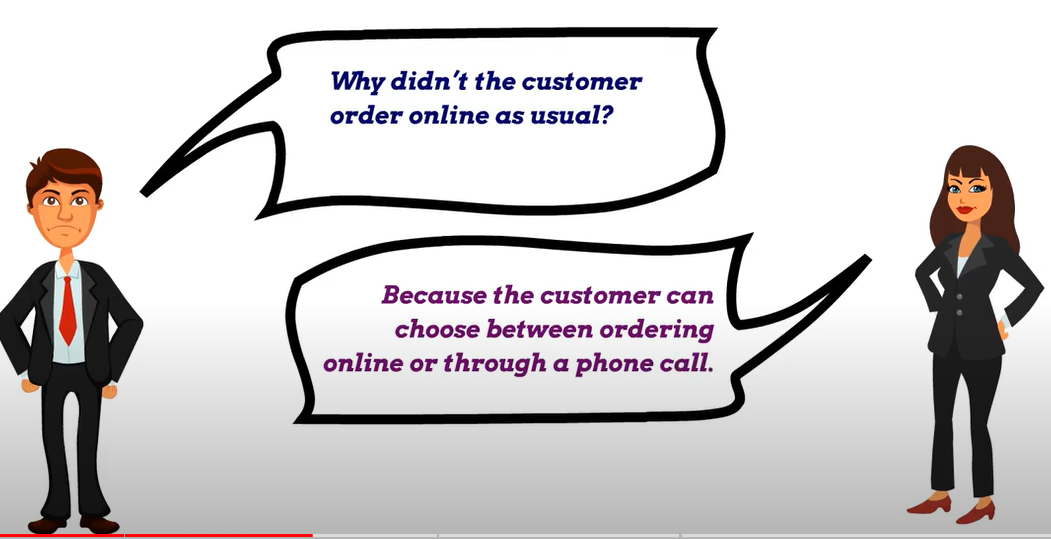 Why didn’t the customer
order online as usual?
Because the customer can
choose between ordering
online or through a phone call.